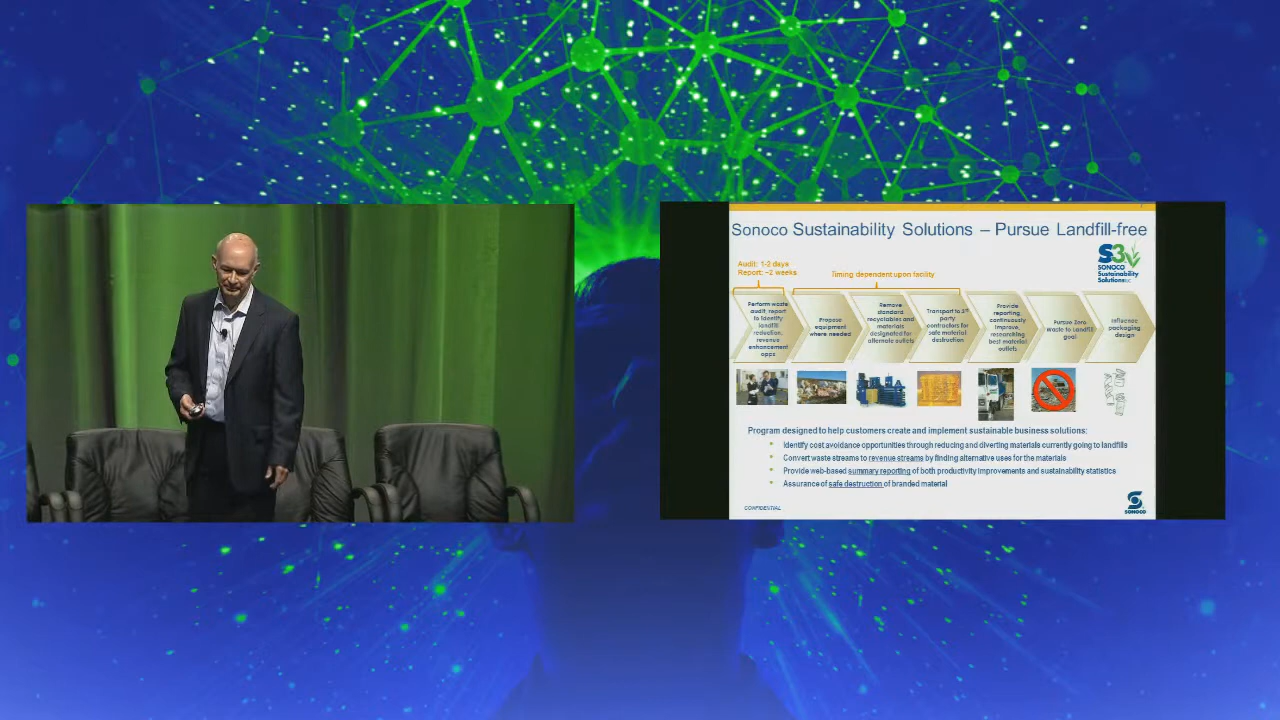 Sonoco Sustainability Solutions – Pursue Landfill-free
S3
SONOCO
Sustainability
Solutions LLC
Audit: 1-2 days
Report: ~2 weeks
Timing dependent upon facility
Perform waste
audit, report
to identify
landfill
reduction,
revenue
enhancement
opps
Propose
equipment
where needed
Remove
standard
recyclables and
materials
designated for
alternate outlets
Transport to 3rd
party
contractors for
safe material
destruction
Provide
reporting
continuously
improve,
researching
best material
outlets
Pursue Zero
Waste to Landfill
goal
Influence
packaging
design
Program designed to help customers create and implement sustainable business solutions:
Identify cost avoidance opportunities through reducing and diverting materials currently going to landfills
Convert waste streams to revenue streams by finding alternative uses for the materials
Provide web-based summary reporting of both productivity improvements and sustainability statistics
Assurance of safe destruction of branded material
CONFIDENTIAL
SONOCO